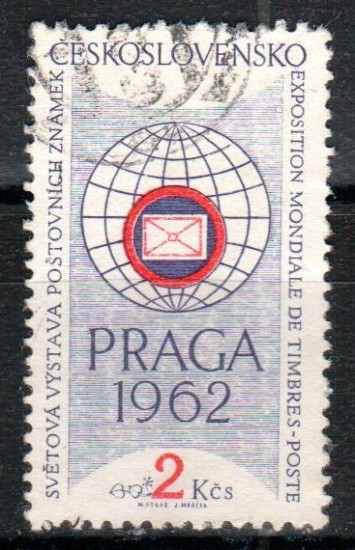 ČESKOSLOVENSKO
SVĚTOVÁ VÝSTAVA POŠTOVNÍCH ZNÁMEK
EXPOSITION MONDIALE DE TIMBRES-POSTE
PRAGA
1962
2 Kčs